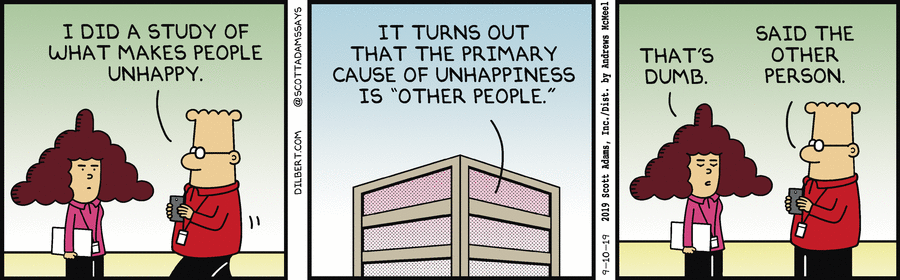 I DID A STUDY OF
WHAT MAKES PEOPLE
UNHAPPY.
DILBERT.COM @SCOTTADAMSSAYS
IT TURNS OUT
THAT THE PRIMARY
CAUSE OF UNHAPPINESS
IS “OTHER PEOPLE.”
9-10-19 2019 Scott Adams, Inc./Dist. by Andrews McMeel
THAT'S
DUMB.
SAID THE
OTHER
PERSON.